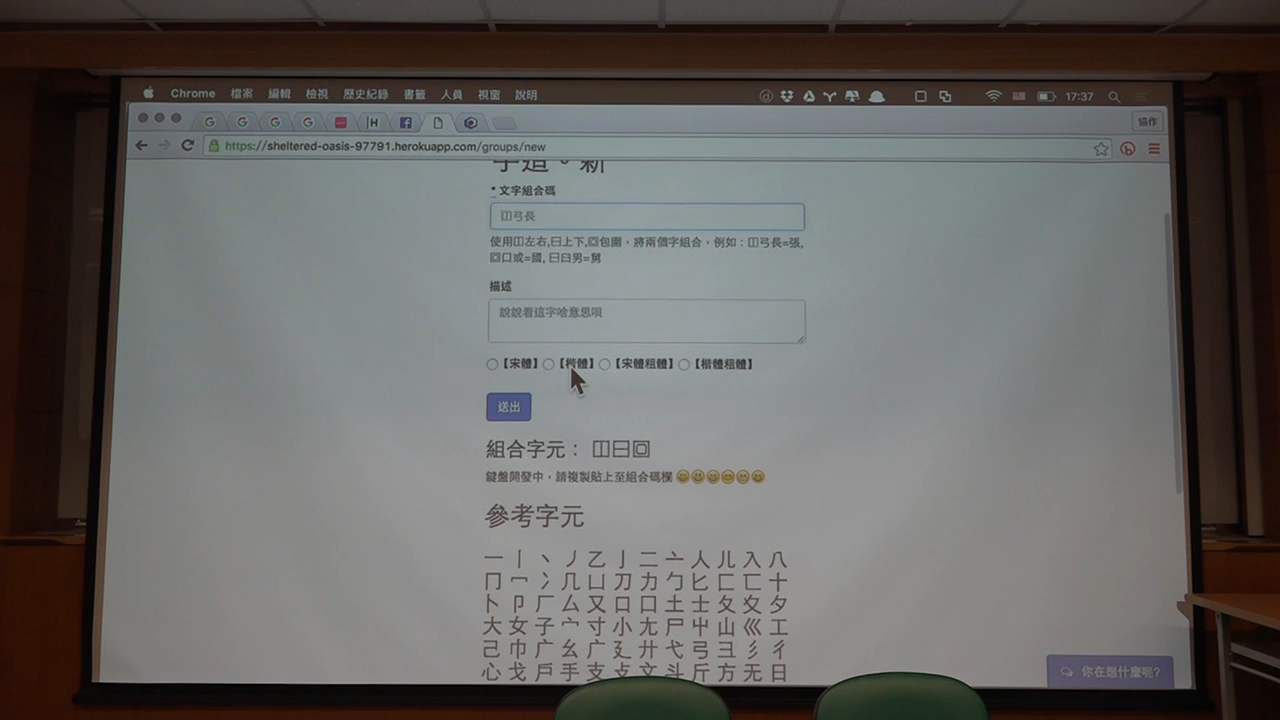 Chrome 檔案 編輯 檢視 歷史紀錄 書籤 人員 視窗 說明 17:37
協作
https://sheltered-oasis-97791.herokuapp.com/groups/new
字造。新
* 文字組合碼
⿰弓長
使用⿰左右,⿱上下,⿴包圍，將兩個字組合，例如：⿰弓長=張,
⿴口或=國, ⿱臼男=舅
描述
說說看這字啥意思唄
【宋體】 【楷體】 【宋體粗體】 【楷體粗體】
送出
組合字元： ⿰⿱⿴
鍵盤開發中，請複製貼上至組合碼欄 😀😀😀😀😀😀
參考字元
一丨丶丿乙亅二亠人儿入八
冂冖冫几凵刀力勹匕匚匸十
卜卩厂厶又口囗土士夂夊夕
大女子宀寸小尢尸屮山巛工
己巾广幺广廴廾弋弓彐彡彳
心戈戶手支攴文斗斤方无日
你在想什麼呢?